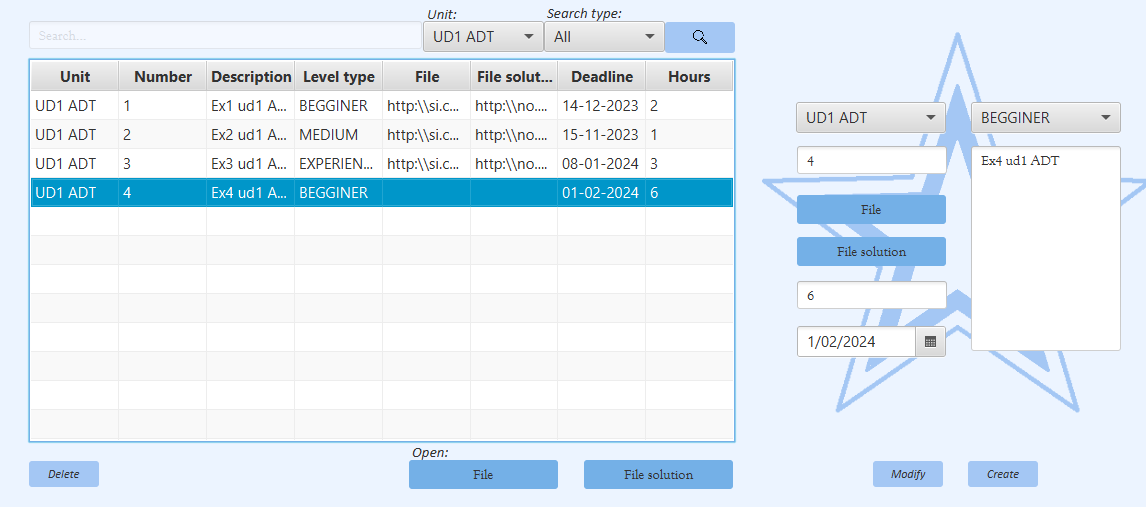 Unit: Search type:
Search... UD1 ADT All
Unit Number Description Level type File File solut... Deadline Hours
UD1 ADT 1 Ex1 ud1 A... BEGGINER http:\\si.c... http:\\no.... 14-12-2023 2
UD1 ADT 2 Ex2 ud1 A... MEDIUM http:\\si.c... http:\\no.... 15-11-2023 1
UD1 ADT 3 Ex3 ud1 A... EXPERIEN... http:\\si.c... http:\\no.... 08-01-2024 3
UD1 ADT 4 Ex4 ud1 A... BEGGINER 01-02-2024 6
UD1 ADT BEGGINER
4 Ex4 ud1 ADT
File
File solution
6
1/02/2024
Open:
Delete File File solution Modify Create